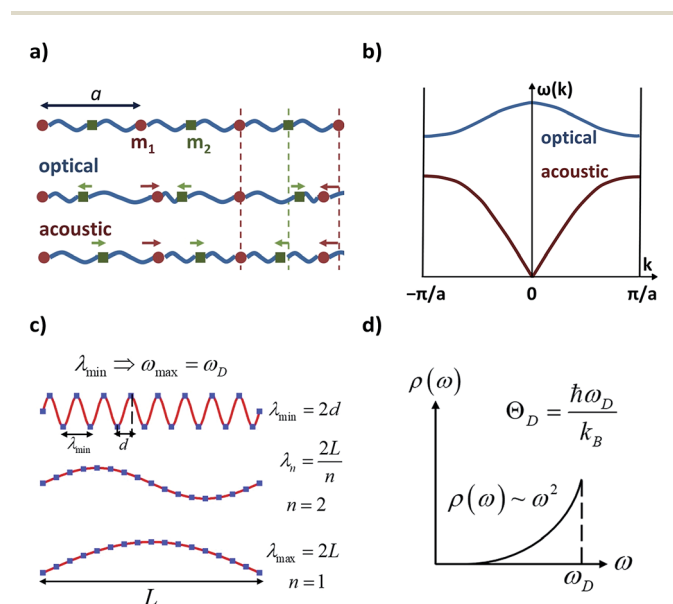 a)
a
m₁
m₂
optical
acoustic
b)
ω(k)
optical
acoustic
k
−π/a
0
π/a
c)
λmin ⇒ ωmax = ωD
λmin = 2d
λmin
d
λn = 2L/n
n = 2
λmax = 2L
n = 1
L
d)
ρ(ω)
ΘD = ħωD/kB
ρ(ω) ~ ω²
ω
ωD